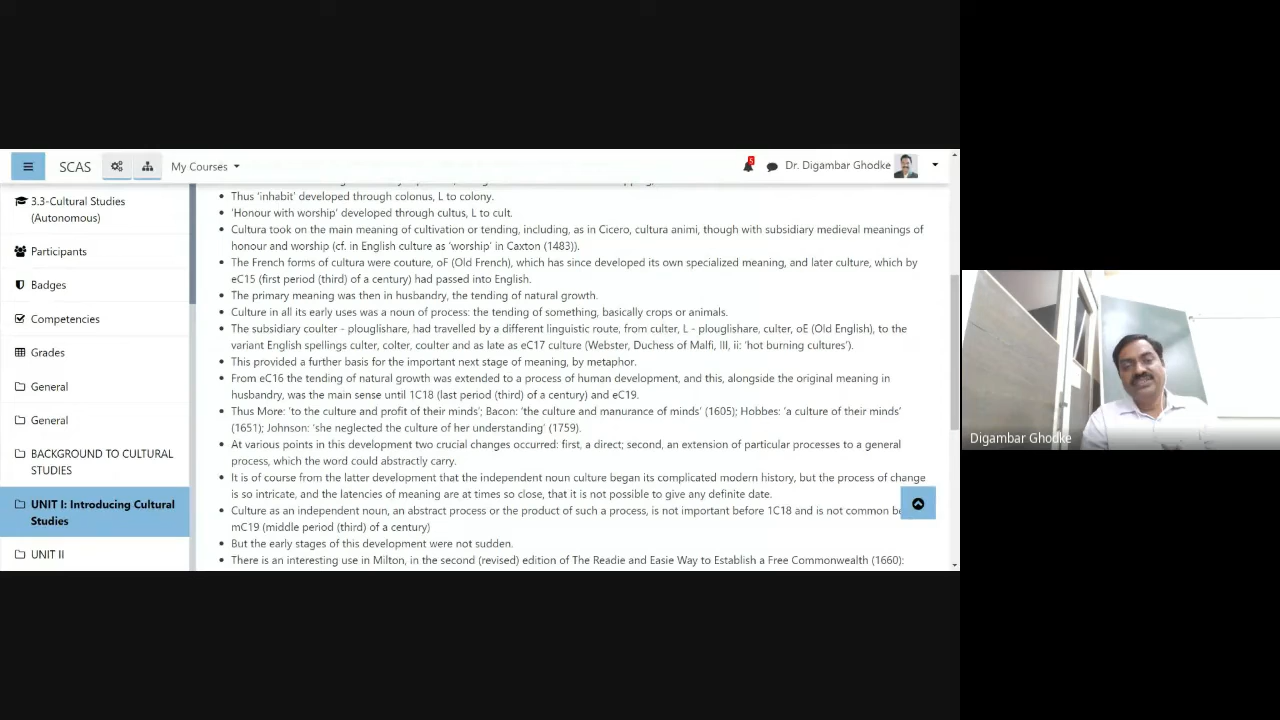 SCAS
My Courses
5
Dr. Digambar Ghodke
3.3-Cultural Studies
(Autonomous)
Participants
Badges
Competencies
Grades
General
General
BACKGROUND TO CULTURAL
STUDIES
UNIT I: Introducing Cultural
Studies
UNIT II
Thus ‘inhabit’ developed through colonus, L to colony.
‘Honour with worship’ developed through cultus, L to cult.
Cultura took on the main meaning of cultivation or tending, including, as in Cicero, cultura animi, though with subsidiary medieval meanings of
honour and worship (cf. in English culture as ‘worship’ in Caxton (1483)).
The French forms of cultura were couture, oF (Old French), which has since developed its own specialized meaning, and later culture, which by
eC15 (first period (third) of a century) had passed into English.
The primary meaning was then in husbandry, the tending of natural growth.
Culture in all its early uses was a noun of process: the tending of something, basically crops or animals.
The subsidiary coulter - plouglishare, had travelled by a different linguistic route, from culter, L - plouglishare, culter, oE (Old English), to the
variant English spellings culter, colter, coulter and as late as eC17 culture (Webster, Duchess of Malfi, III, ii: ‘hot burning cultures’).
This provided a further basis for the important next stage of meaning, by metaphor.
From eC16 the tending of natural growth was extended to a process of human development, and this, alongside the original meaning in
husbandry, was the main sense until 1C18 (last period (third) of a century) and eC19.
Thus More: ‘to the culture and profit of their minds’; Bacon: ‘the culture and manurance of minds’ (1605); Hobbes: ‘a culture of their minds’
(1651); Johnson: ‘she neglected the culture of her understanding’ (1759).
At various points in this development two crucial changes occurred: first, a direct; second, an extension of particular processes to a general
process, which the word could abstractly carry.
It is of course from the latter development that the independent noun culture began its complicated modern history, but the process of change
is so intricate, and the latencies of meaning are at times so close, that it is not possible to give any definite date.
Culture as an independent noun, an abstract process or the product of such a process, is not important before 1C18 and is not common
mC19 (middle period (third) of a century)
But the early stages of this development were not sudden.
There is an interesting use in Milton, in the second (revised) edition of The Readie and Easie Way to Establish a Free Commonwealth (1660):
Digambar Ghodke